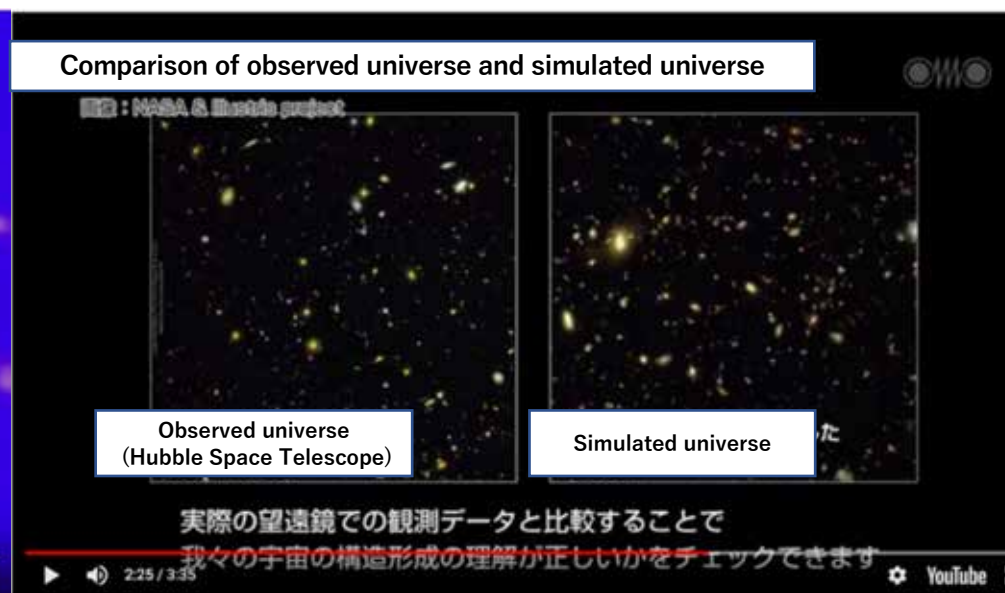 Comparison of observed universe and simulated universe
画像：NASA & Illustris project
Observed universe
(Hubble Space Telescope)
Simulated universe
た
実際の望遠鏡での観測データと比較することで
我々の宇宙の構造形成の理解が正しいかをチェックできます
2:25 / 3:35
YouTube